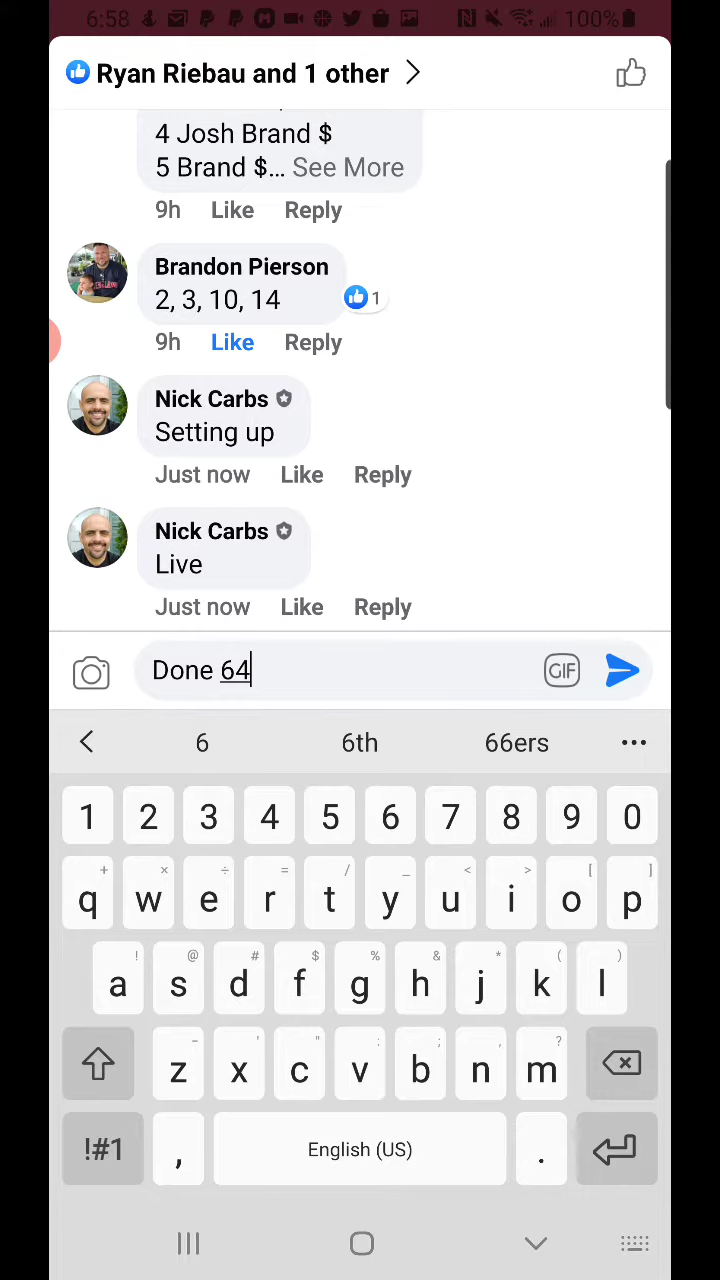 6:58
100%
Ryan Riebau and 1 other
4 Josh Brand $
5 Brand $... See More
9h Like Reply
Brandon Pierson
2, 3, 10, 14
1
9h Like Reply
Nick Carbs
Setting up
Just now Like Reply
Nick Carbs
Live
Just now Like Reply
Done 64
GIF
6 6th 66ers
1 2 3 4 5 6 7 8 9 0
+ × ÷ = / _ < > [ ]
q w e r t y u i o p
! @ # $ % & * ( )
a s d f g h j k l
- ' " : ; , ?
z x c v b n m
!#1 , English (US) .